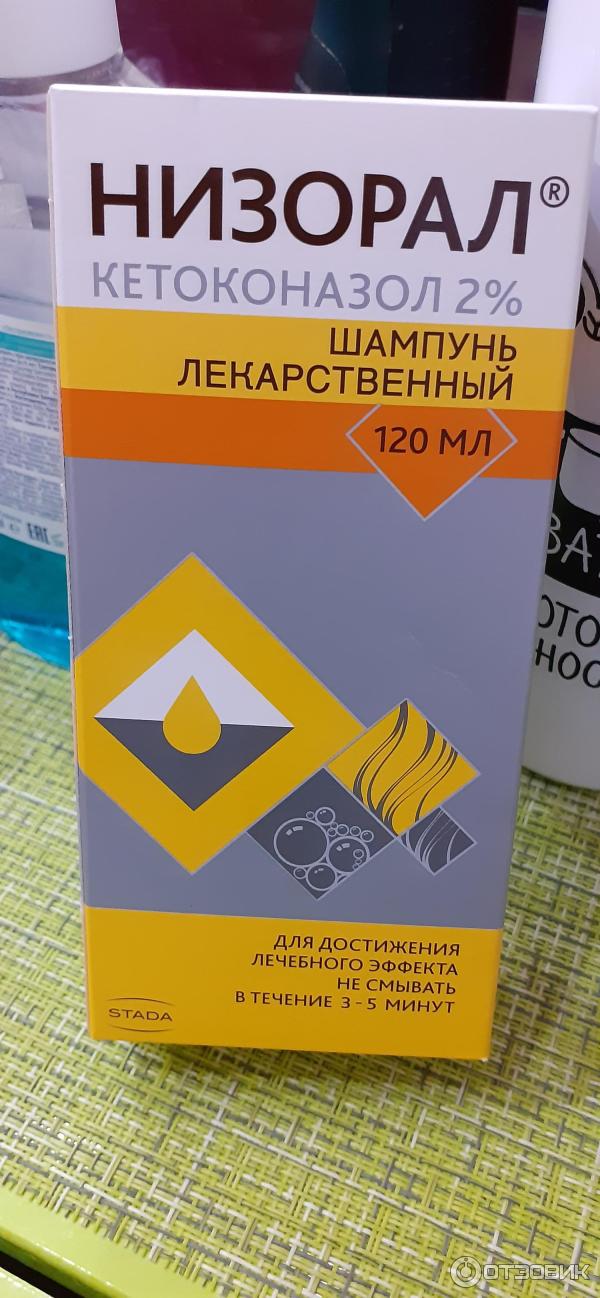 НИЗОРАЛ®
КЕТОКОНАЗОЛ 2%
ШАМПУНЬ
ЛЕКАРСТВЕННЫЙ
120 МЛ
ДЛЯ ДОСТИЖЕНИЯ
ЛЕЧЕБНОГО ЭФФЕКТА
НЕ СМЫВАТЬ
В ТЕЧЕНИЕ 3-5 МИНУТ
STADA
EAC
ОТЗОВИК